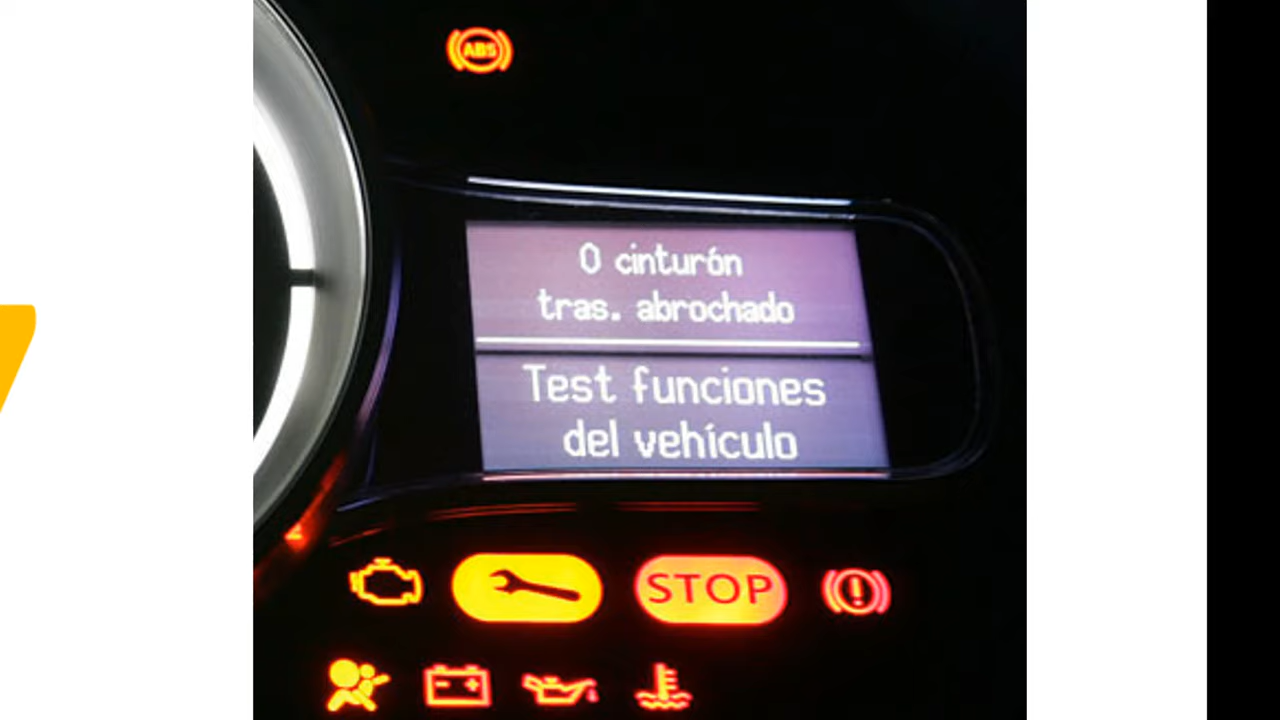 ABS
0 cinturón
tras. abrochado
Test funciones
del vehículo
STOP